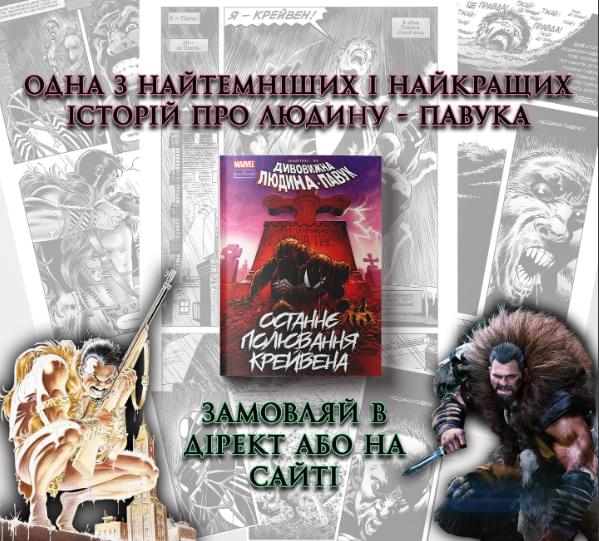 Я - КРЕЙВЕН!
ОДНА З НАЙТЕМНІШИХ І НАЙКРАЩИХ
ІСТОРІЙ ПРО ЛЮДИНУ - ПАВУКА
MARVEL
ДИВОВИЖНА
ЛЮДИНА-ПАВУК
ОСТАННЄ
ПОЛЮВАННЯ
КРЕЙВЕНА
ЗАМОВЛЯЙ В
ДІРЕКТ АБО НА
САЙТІ